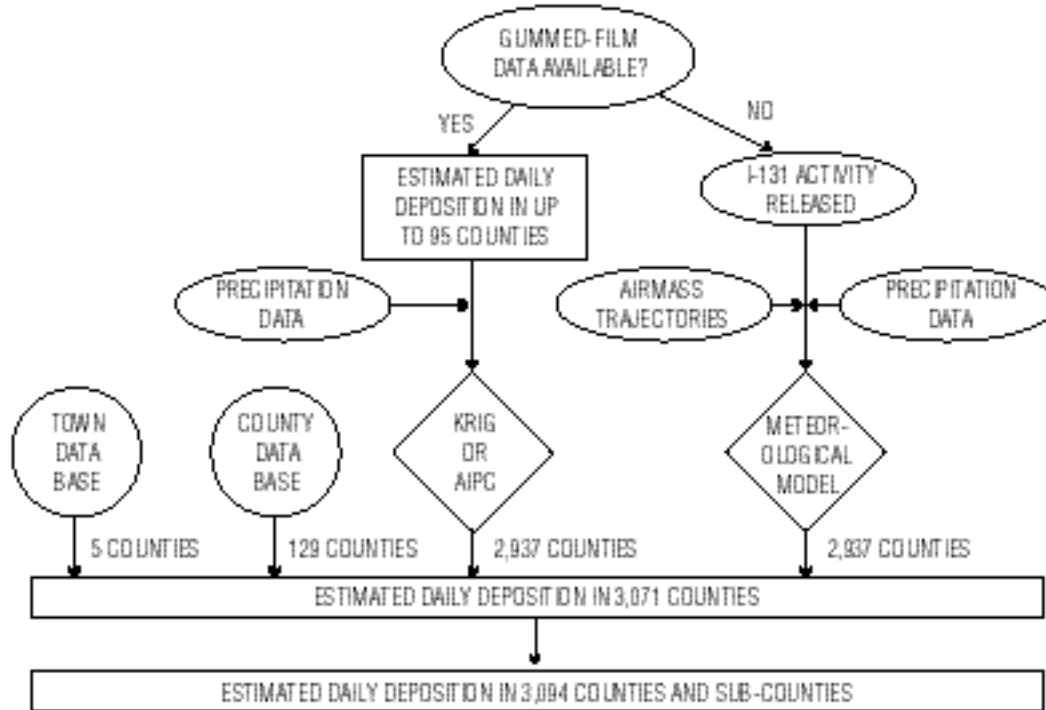 GUMMED-FILM
DATA AVAILABLE?
YES
NO
ESTIMATED DAILY
DEPOSITION IN UP
TO 95 COUNTIES
I-131 ACTIVITY
RELEASED
PRECIPITATION
DATA
AIRMASS
TRAJECTORIES
PRECIPITATION
DATA
TOWN
DATA
BASE
COUNTY
DATA
BASE
KRIG
OR
AIPC
METEOR-
OLOGICAL
MODEL
5 COUNTIES
129 COUNTIES
2,937 COUNTIES
2,937 COUNTIES
ESTIMATED DAILY DEPOSITION IN 3,071 COUNTIES
ESTIMATED DAILY DEPOSITION IN 3,094 COUNTIES AND SUB-COUNTIES